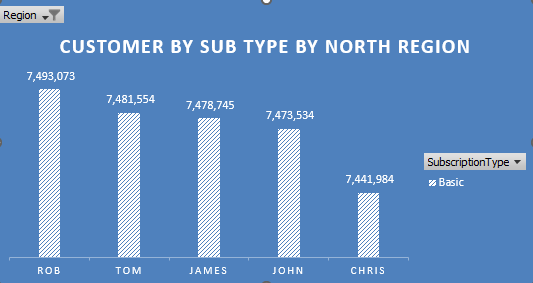 Region
CUSTOMER BY SUB TYPE BY NORTH REGION
7,493,073
7,481,554
7,478,745
7,473,534
7,441,984
SubscriptionType
Basic
ROB TOM JAMES JOHN CHRIS